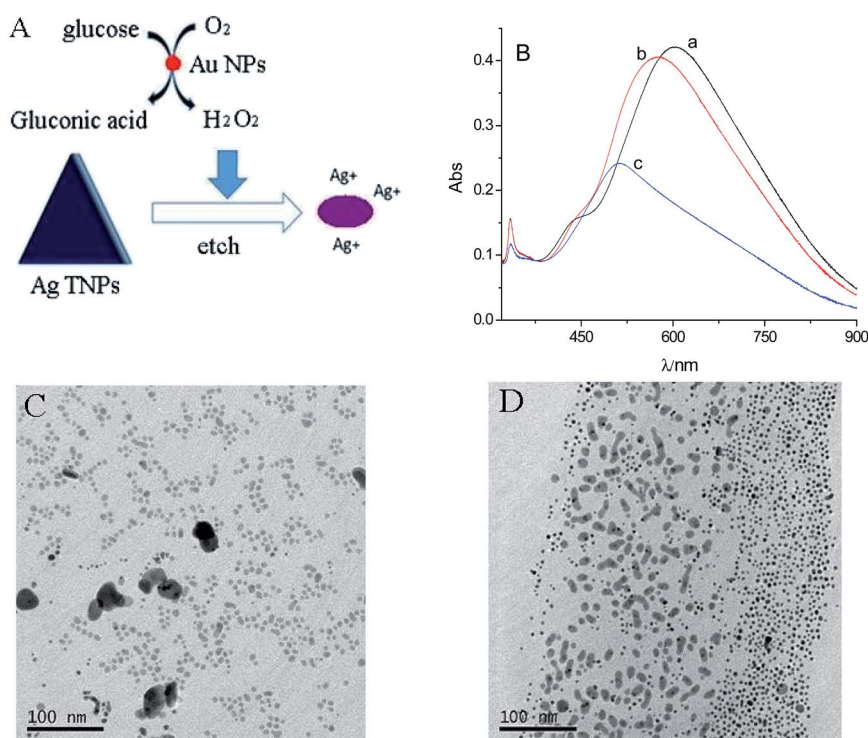 A
glucose O₂
Au NPs
Gluconic acid H₂O₂
Ag+
Ag+
etch
Ag+
Ag TNPs
B
a
b
c
Abs
0.4
0.3
0.2
0.1
0.0
450 600 750 900
λ/nm
C
100 nm
D
100 nm